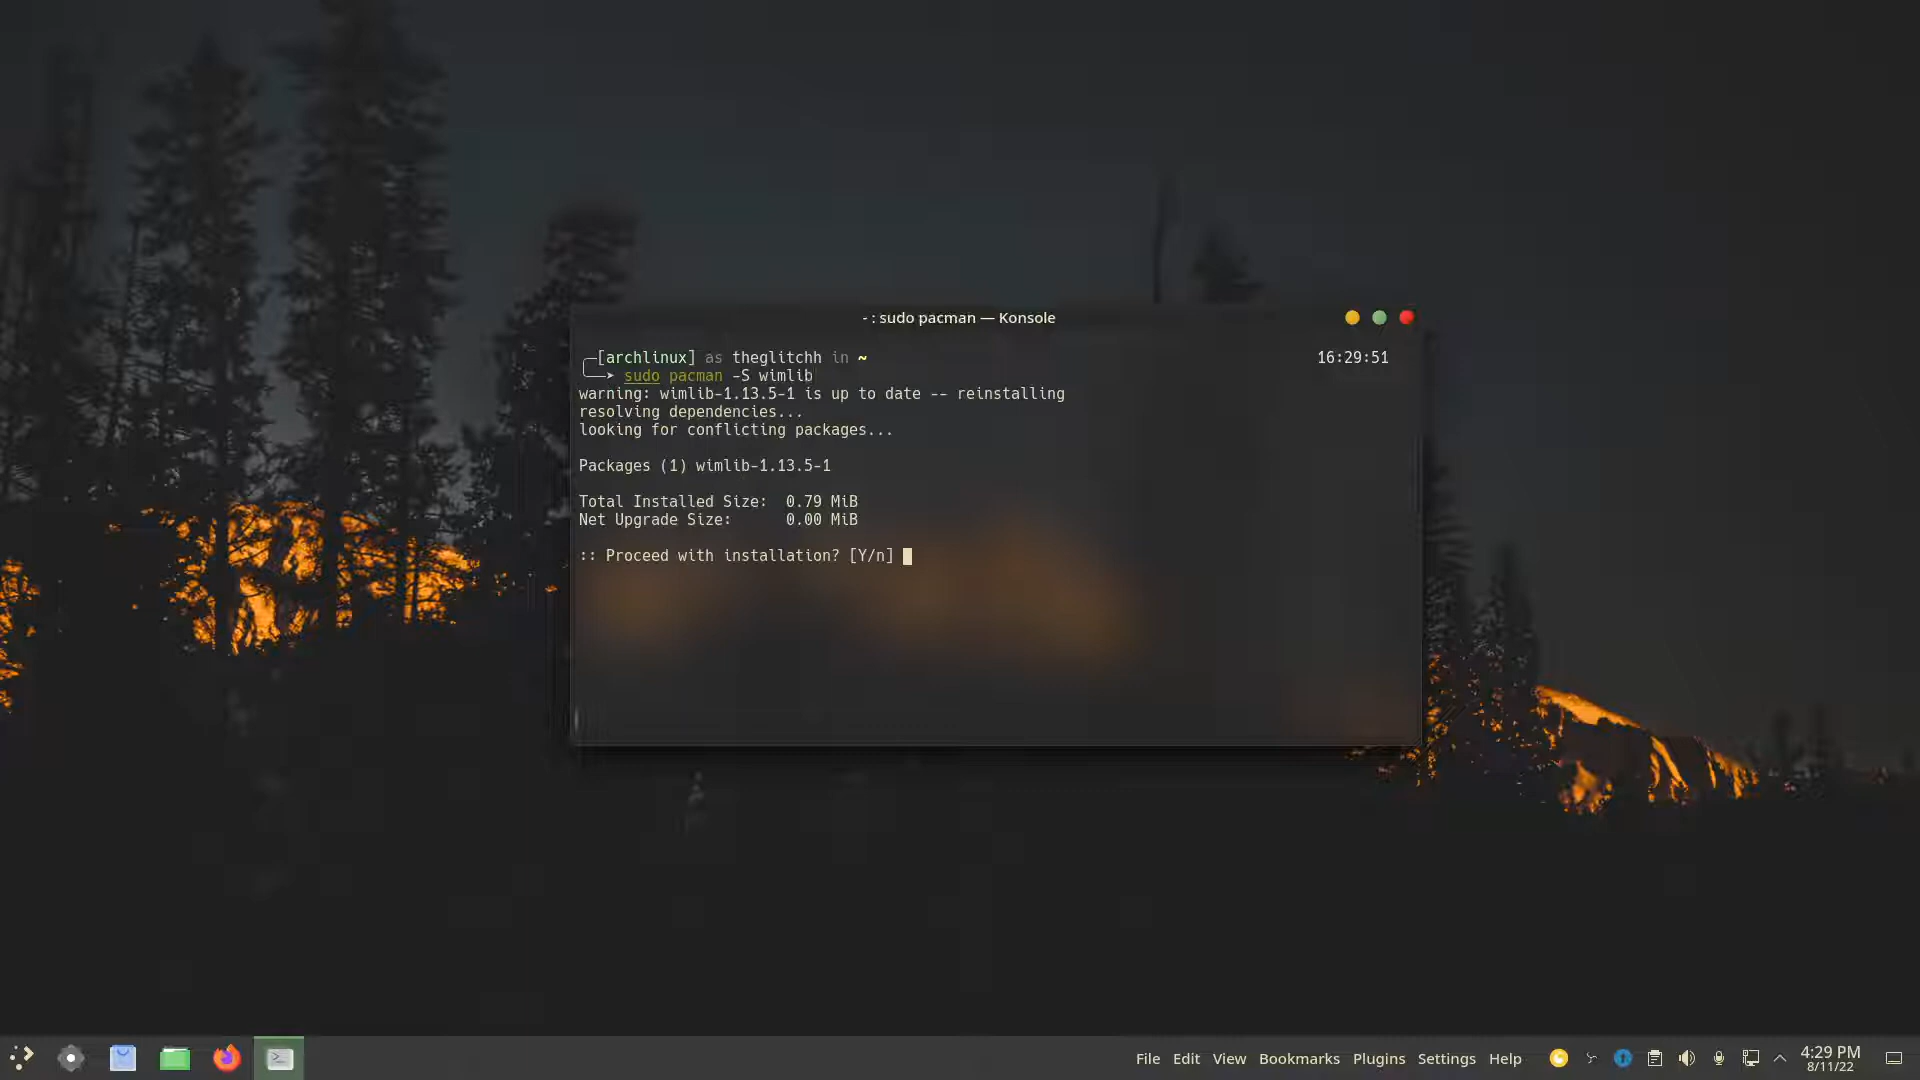 - : sudo pacman — Konsole
[archlinux] as theglitchh in ~ 16:29:51
sudo pacman -S wimlib
warning: wimlib-1.13.5-1 is up to date -- reinstalling
resolving dependencies...
looking for conflicting packages...
Packages (1) wimlib-1.13.5-1
Total Installed Size: 0.79 MiB
Net Upgrade Size: 0.00 MiB
:: Proceed with installation? [Y/n]
File Edit View Bookmarks Plugins Settings Help
4:29 PM
8/11/22